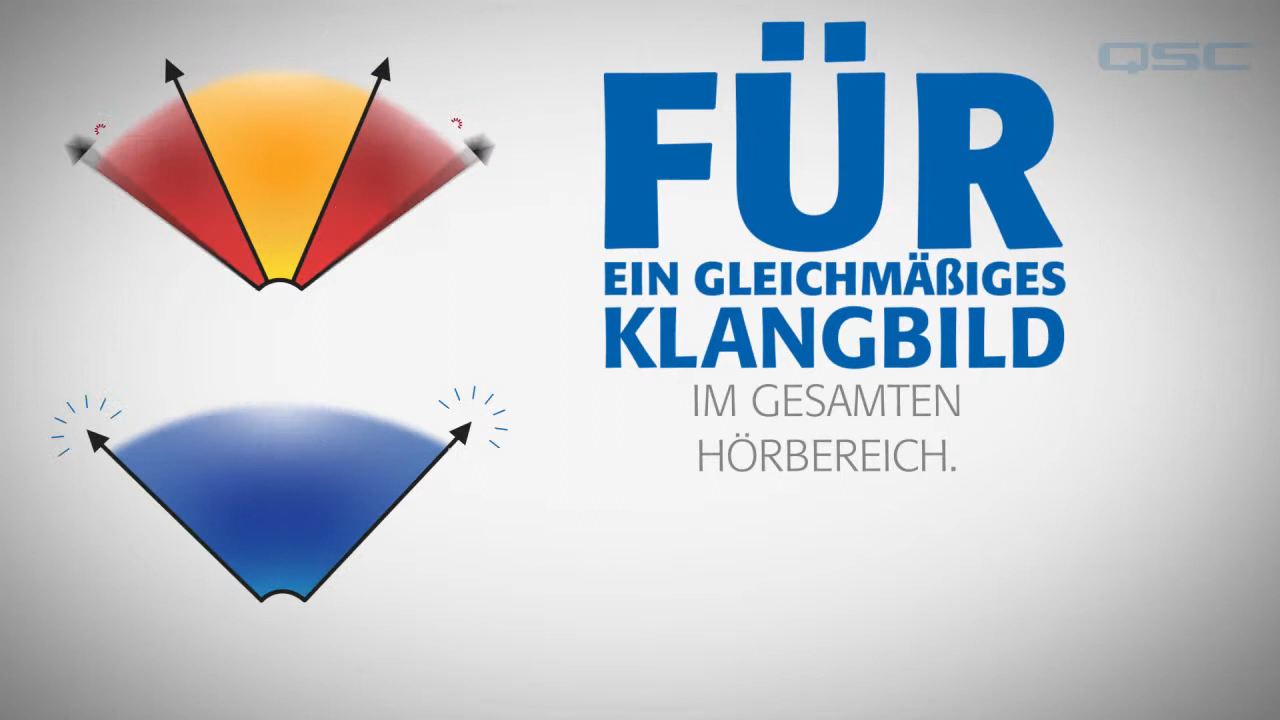 QSC
FÜR
EIN GLEICHMÄßIGES
KLANGBILD
IM GESAMTEN
HÖRBEREICH.